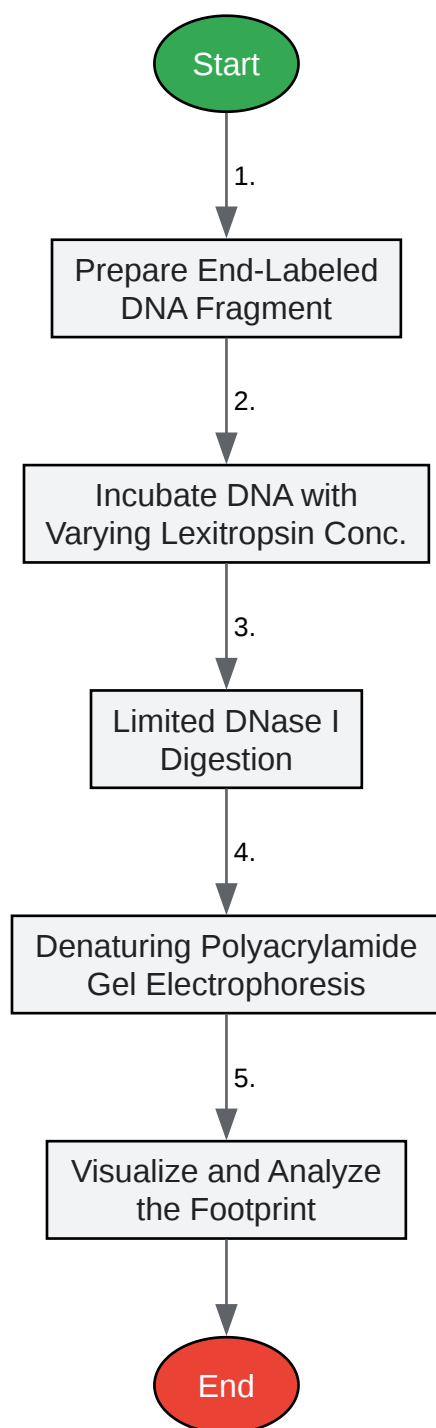 Start
1.
Prepare End-Labeled
DNA Fragment
2.
Incubate DNA with
Varying Lexitropsin Conc.
3.
Limited DNase I
Digestion
4.
Denaturing Polyacrylamide
Gel Electrophoresis
5.
Visualize and Analyze
the Footprint
End